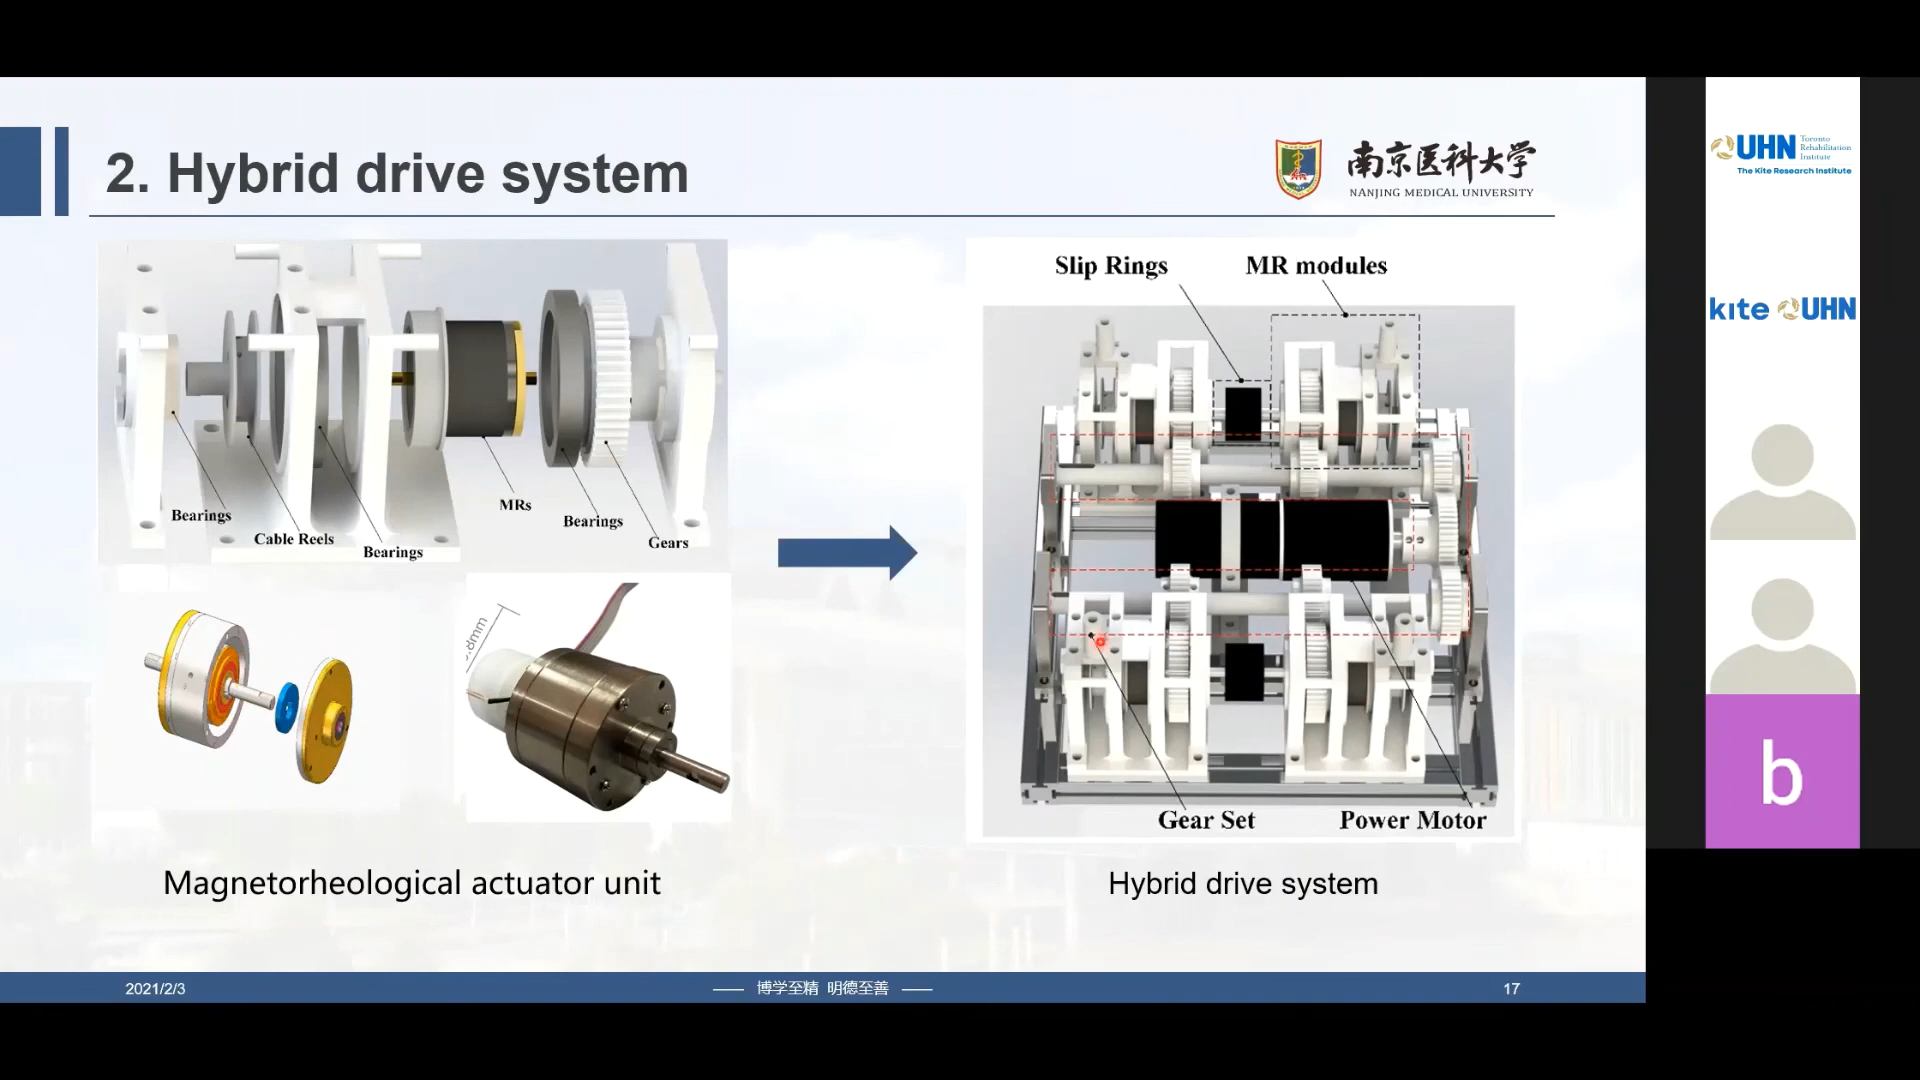 2. Hybrid drive system
南京医科大学
NANJING MEDICAL UNIVERSITY
Bearings
Cable Reels
Bearings
MRs
Bearings
Gears
.8mm
Magnetorheological actuator unit
Slip Rings
MR modules
Gear Set
Power Motor
Hybrid drive system
2021/2/3
博学至精 明德至善
17
UHN
Toronto
Rehabilitation
Institute
The Kite Research Institute
kite UHN
b